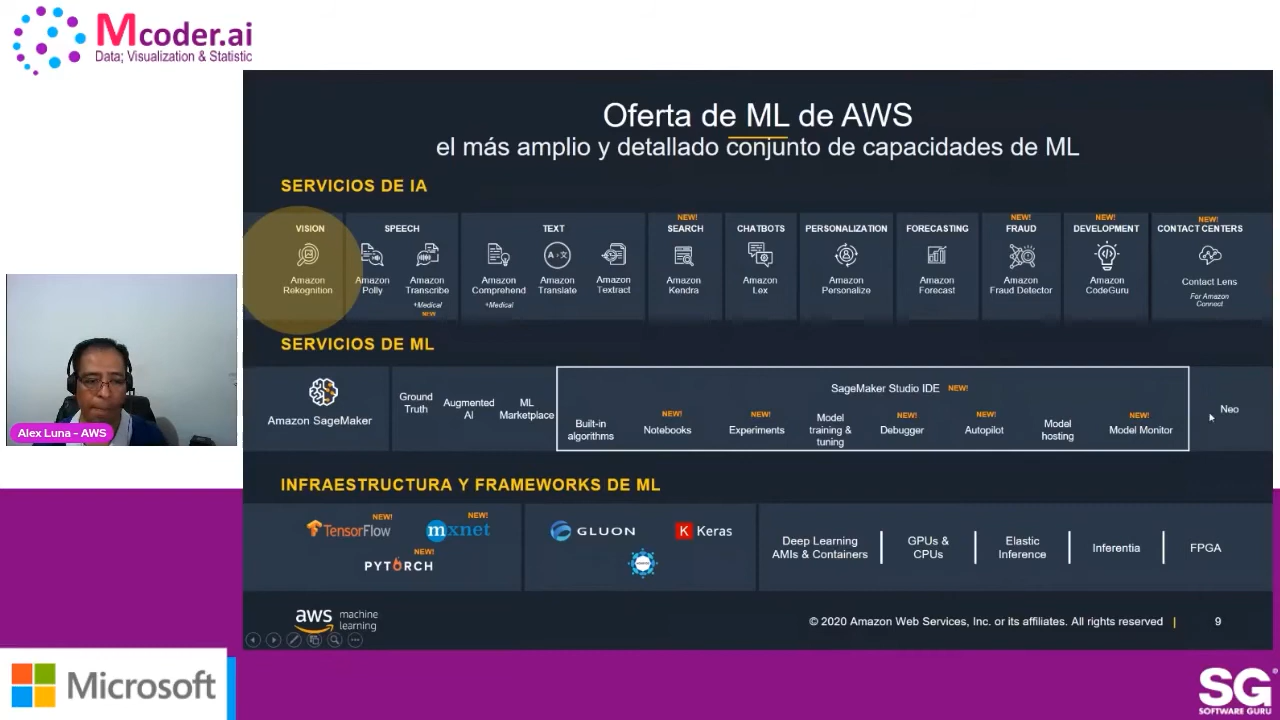 Mcoder.ai
Data; Visualization & Statistic
Oferta de ML de AWS
el más amplio y detallado conjunto de capacidades de ML
SERVICIOS DE IA
VISION
Amazon
Rekognition
SPEECH
Amazon
Polly
Amazon
Transcribe
+Medical
NEW
TEXT
Amazon
Comprehend
+Medical
Amazon
Translate
Amazon
Textract
NEW!
SEARCH
Amazon
Kendra
CHATBOTS
Amazon
Lex
PERSONALIZATION
Amazon
Personalize
FORECASTING
Amazon
Forecast
NEW!
FRAUD
Amazon
Fraud Detector
NEW!
DEVELOPMENT
Amazon
CodeGuru
NEW!
CONTACT CENTERS
Contact Lens
For Amazon
Connect
SERVICIOS DE ML
Amazon SageMaker
Ground
Truth
Augmented
AI
ML
Marketplace
SageMaker Studio IDE NEW!
Built-in
algorithms
NEW!
Notebooks
NEW!
Experiments
Model
training &
tuning
NEW!
Debugger
NEW!
Autopilot
Model
hosting
NEW!
Model Monitor
Neo
Alex Luna - AWS
INFRAESTRUCTURA Y FRAMEWORKS DE ML
NEW!
TensorFlow
NEW!
mxnet
NEW!
PYTORCH
GLUON
K Keras
Deep Learning
AMIs & Containers
GPUs &
CPUs
Elastic
Inference
Inferentia
FPGA
aws machine
learning
© 2020 Amazon Web Services, Inc. or its affiliates. All rights reserved | 9
Microsoft
SG
SOFTWARE GURU